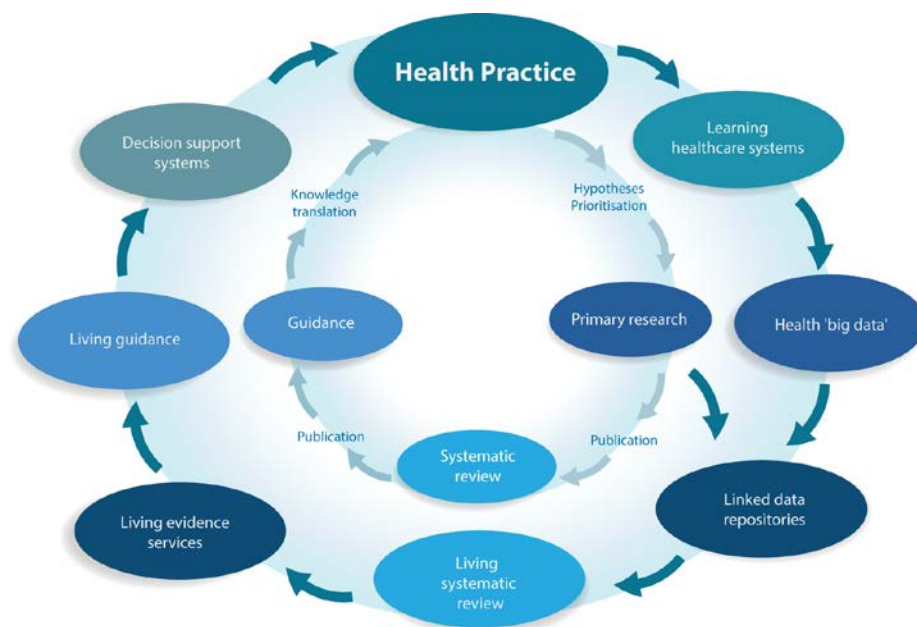 Health Practice
Decision support
systems
Learning
healthcare systems
Knowledge
translation
Hypotheses
Prioritisation
Living guidance
Guidance
Primary research
Health 'big data'
Publication
Publication
Systematic
review
Living evidence
services
Linked data
repositories
Living
systematic
review